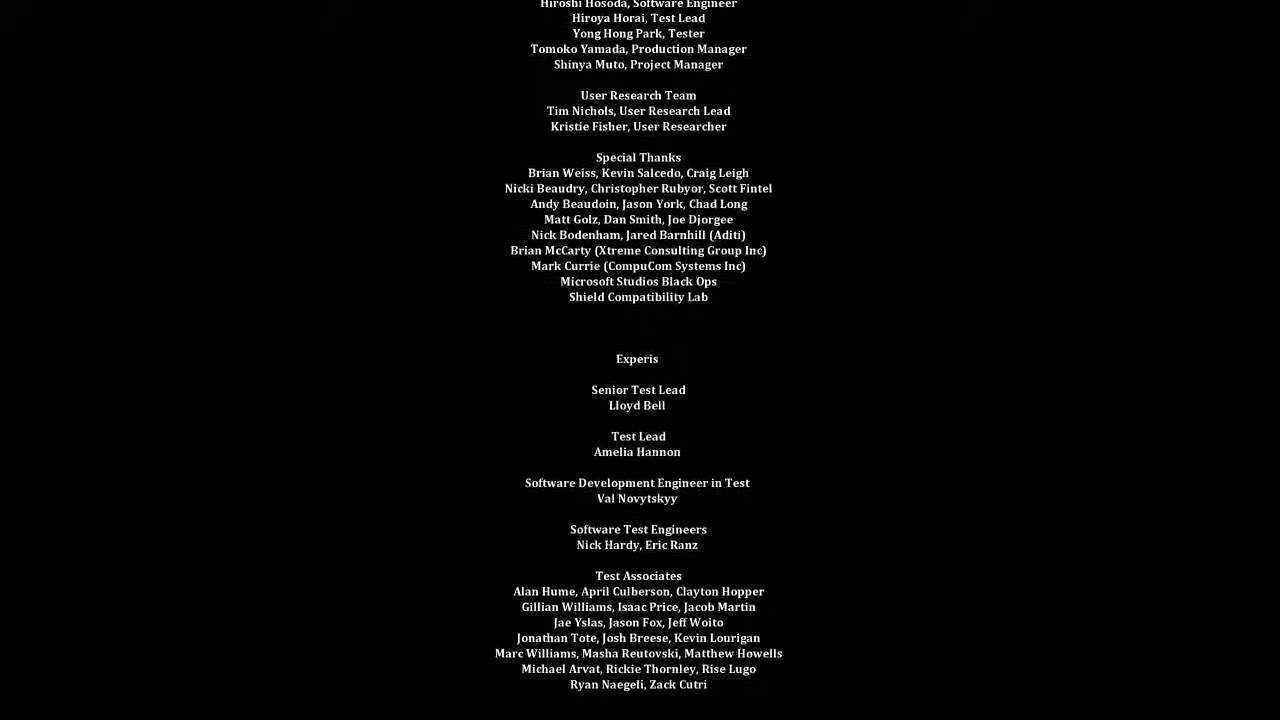 Hiroshi Hosoda, Software Engineer
Hiroya Horai, Test Lead
Yong Hong Park, Tester
Tomoko Yamada, Production Manager
Shinya Muto, Project Manager
User Research Team
Tim Nichols, User Research Lead
Kristie Fisher, User Researcher
Special Thanks
Brian Weiss, Kevin Salcedo, Craig Leigh
Nicki Beaudry, Christopher Rubyor, Scott Fintel
Andy Beaudoin, Jason York, Chad Long
Matt Golz, Dan Smith, Joe Djorgee
Nick Bodenham, Jared Barnhill (Aditi)
Brian McCarty (Xtreme Consulting Group Inc)
Mark Currie (CompuCom Systems Inc)
Microsoft Studios Black Ops
Shield Compatibility Lab
Experis
Senior Test Lead
Lloyd Bell
Test Lead
Amelia Hannon
Software Development Engineer in Test
Val Novytskyy
Software Test Engineers
Nick Hardy, Eric Ranz
Test Associates
Alan Hume, April Culberson, Clayton Hopper
Gillian Williams, Isaac Price, Jacob Martin
Jae Yslas, Jason Fox, Jeff Woito
Jonathan Tote, Josh Breese, Kevin Lourigan
Marc Williams, Masha Reutovski, Matthew Howells
Michael Arvat, Rickie Thornley, Rise Lugo
Ryan Naegeli, Zack Cutri